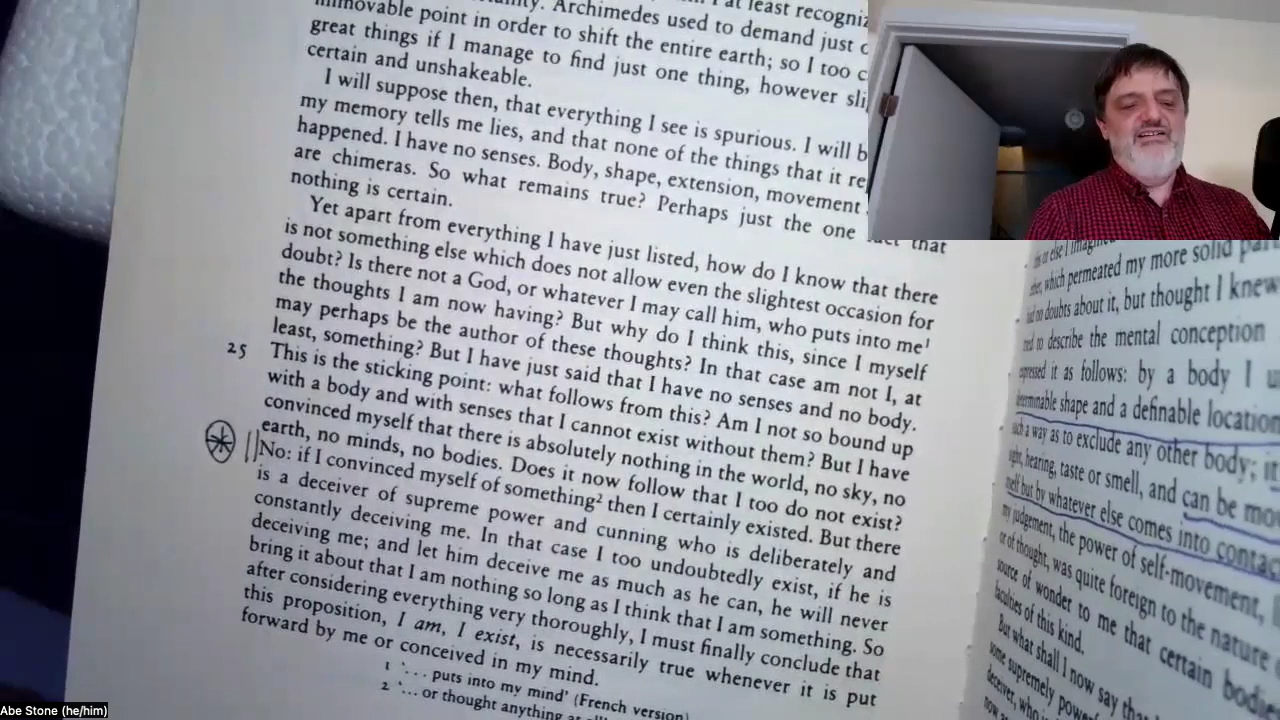 Archimedes used to demand just
immovable point in order to shift the entire earth; so I too
great things if I manage to find just one thing, however
certain and unshakeable.
I will suppose then, that everything I see is spurious. I will
my memory tells me lies, and that none of the things that it
happened. I have no senses. Body, shape, extension, movement
are chimeras. So what remains true? Perhaps just the one that
nothing is certain.
Yet apart from everything I have just listed, how do I know that there
is not something else which does not allow even the slightest occasion for
doubt? Is there not a God, or whatever I may call him, who puts into me¹
the thoughts I am now having? But why do I think this, since I myself
may perhaps be the author of these thoughts? In that case am not I, at
least, something? But I have just said that I have no senses and no body.
25 This is the sticking point: what follows from this? Am I not so bound up
with a body and with senses that I cannot exist without them? But I have
convinced myself that there is absolutely nothing in the world, no sky, no
earth, no minds, no bodies. Does it now follow that I too do not exist?
No: if I convinced myself of something² then I certainly existed. But there
is a deceiver of supreme power and cunning who is deliberately and
constantly deceiving me. In that case I too undoubtedly exist, if he is
deceiving me; and let him deceive me as much as he can, he will never
bring it about that I am nothing so long as I think that I am something. So
after considering everything very thoroughly, I must finally conclude that
this proposition, I am, I exist, is necessarily true whenever it is put
forward by me or conceived in my mind.
1 '... puts into my mind' (French version)
2 '... or thought anything
which permeated my more solid
no doubts about it, but thought I knew
to describe the mental conception
it as follows: by a body I
determinable shape and a definable location
such a way as to exclude any other body; it
hearing, taste or smell, and can be
but by whatever else comes into
my judgement, the power of self-movement,
or of thought, was quite foreign to the nature
source of wonder to me that certain
faculties of this kind.
But what shall I now say
some supremely
deceiver,
Abe Stone (he/him)